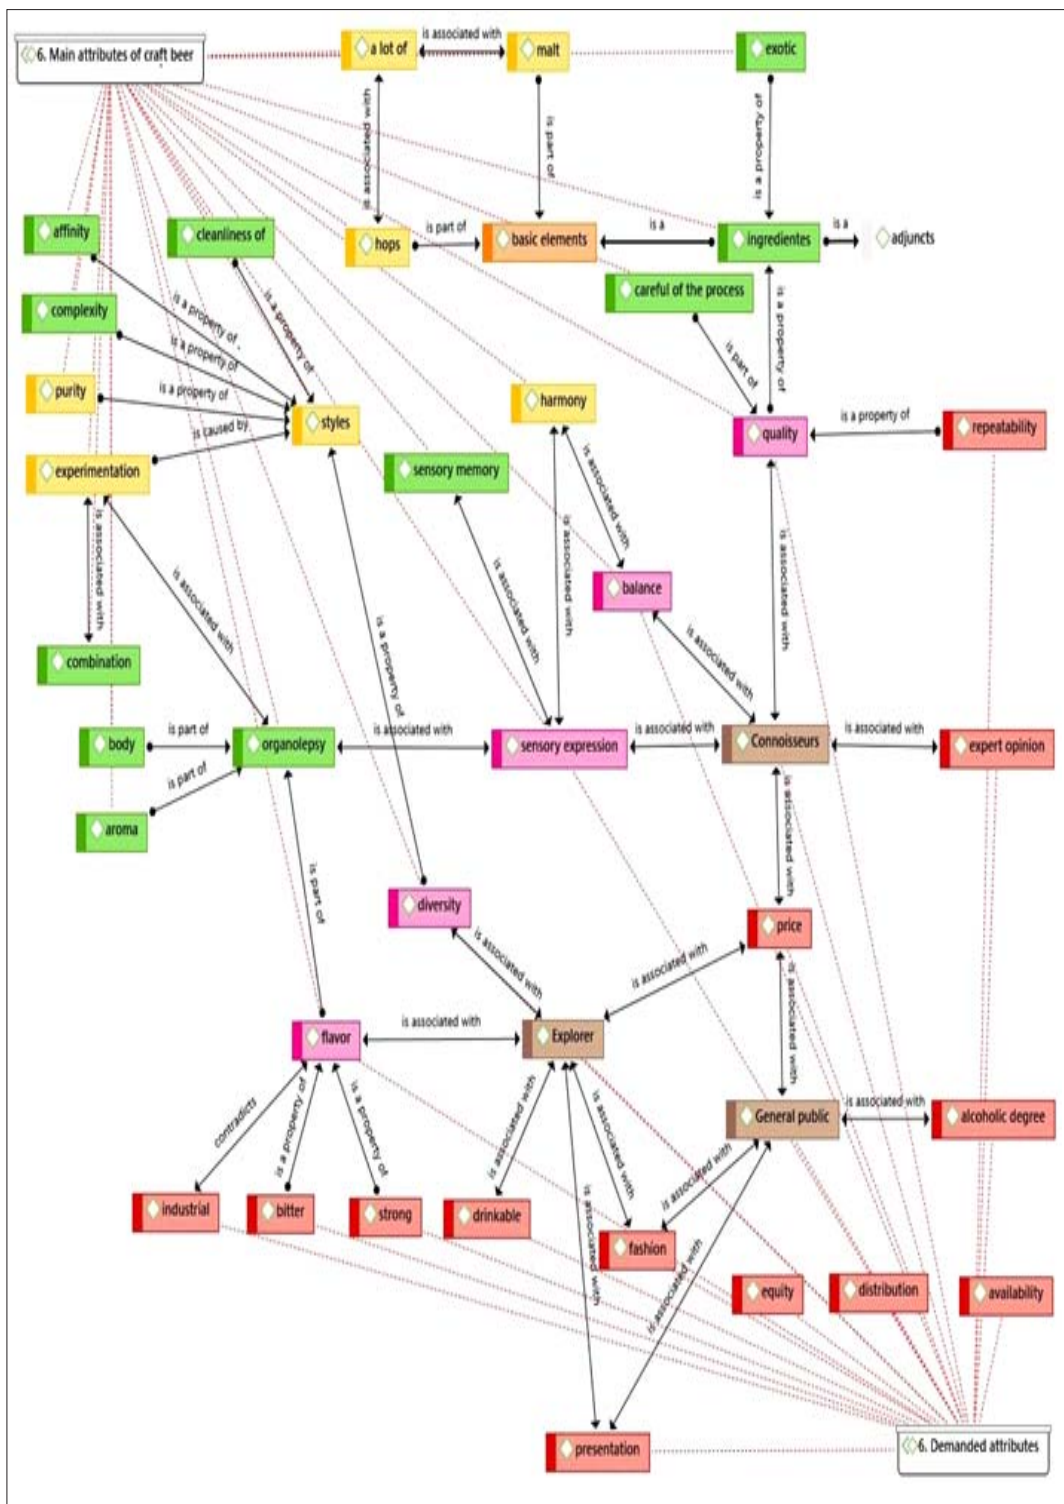 6. Main attributes of craft beer
a lot of
is associated with
malt
exotic
is associated with
is part of
is a property of
affinity
cleanliness of
hops
is part of
basic elements
is a
ingredientes
is a
adjuncts
careful of the process
complexity
is a property of
is a property of
is a property of
is part of
is a property of
purity
is a property of
is caused by
styles
harmony
quality
is a property of
repeatability
experimentation
sensory memory
is associated with
is associated with
is associated with
is associated with
is associated with
is associated with
balance
is associated with
is a property of
combination
body
is part of
organolepsy
is associated with
sensory expression
is associated with
Connoisseurs
is associated with
expert opinion
is part of
aroma
is associated with
is part of
diversity
price
is associated with
is associated with
is associated with
flavor
is associated with
Explorer
General public
is associated with
alcoholic degree
contradicts
is a property of
is a property of
is associated with
is associated with
is associated with
industrial
bitter
strong
drinkable
fashion
is associated with
is associated with
equity
distribution
availability
presentation
6. Demanded attributes